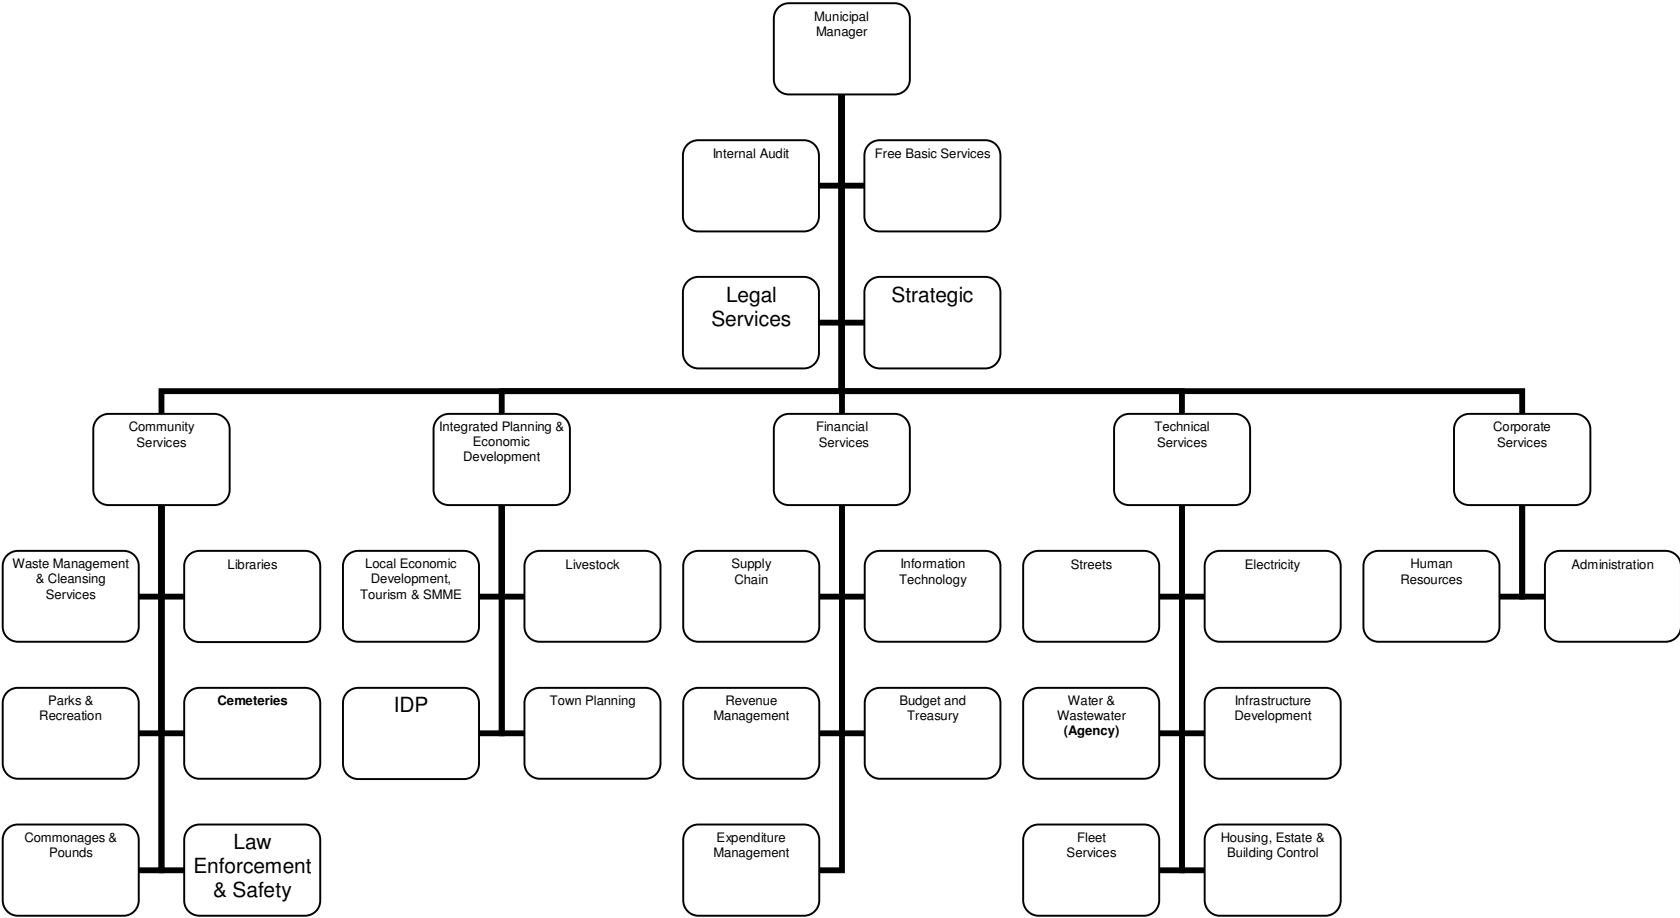 Municipal
Manager
Internal Audit
Free Basic Services
Legal
Services
Strategic
Community
Services
Integrated Planning &
Economic
Development
Financial
Services
Technical
Services
Corporate
Services
Waste Management
& Cleansing
Services
Libraries
Local Economic
Development,
Tourism & SMME
Livestock
Supply
Chain
Information
Technology
Streets
Electricity
Human
Resources
Administration
Parks &
Recreation
Cemeteries
IDP
Town Planning
Revenue
Management
Budget and
Treasury
Water &
Wastewater
(Agency)
Infrastructure
Development
Commonages &
Pounds
Law
Enforcement
& Safety
Expenditure
Management
Fleet
Services
Housing, Estate &
Building Control